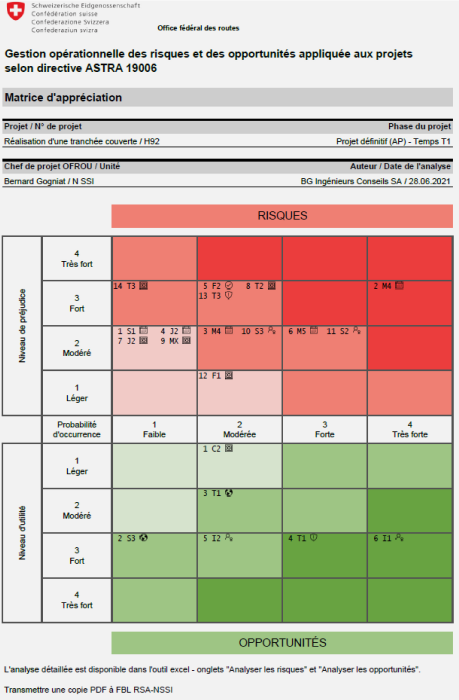 Schweizerische Eidgenossenschaft
Confédération suisse
Confederazione Svizzera
Confederaziun svizra
Office fédéral des routes
Gestion opérationnelle des risques et des opportunités appliquée aux projets
selon directive ASTRA 19006
Matrice d'appréciation
Projet / N° de projet Phase du projet
Réalisation d'une tranchée couverte / H92 Projet définitif (AP) - Temps T1
Chef de projet OFROU / Unité Auteur / Date de l'analyse
Bernard Gogniat / N SSI BG Ingénieurs Conseils SA / 28.06.2021
RISQUES
Niveau de préjudice
4
Très fort
3
Fort
14 T3
5 F2 8 T2
13 T3
2 M4
2
Modéré
1 S1 4 J2
7 J2 9 MX
3 M4 10 S3
6 M5 11 S2
1
Léger
12 F1
Probabilité
d'occurrence
1
Faible
2
Modérée
3
Forte
4
Très forte
Niveau d'utilité
1
Léger
1 C2
2
Modéré
3 T1
3
Fort
2 S3
5 I2
4 T1
6 I1
4
Très fort
OPPORTUNITÉS
L'analyse détaillée est disponible dans l'outil excel - onglets "Analyser les risques" et "Analyser les opportunités".
Transmettre une copie PDF à FBL RSA-NSSI